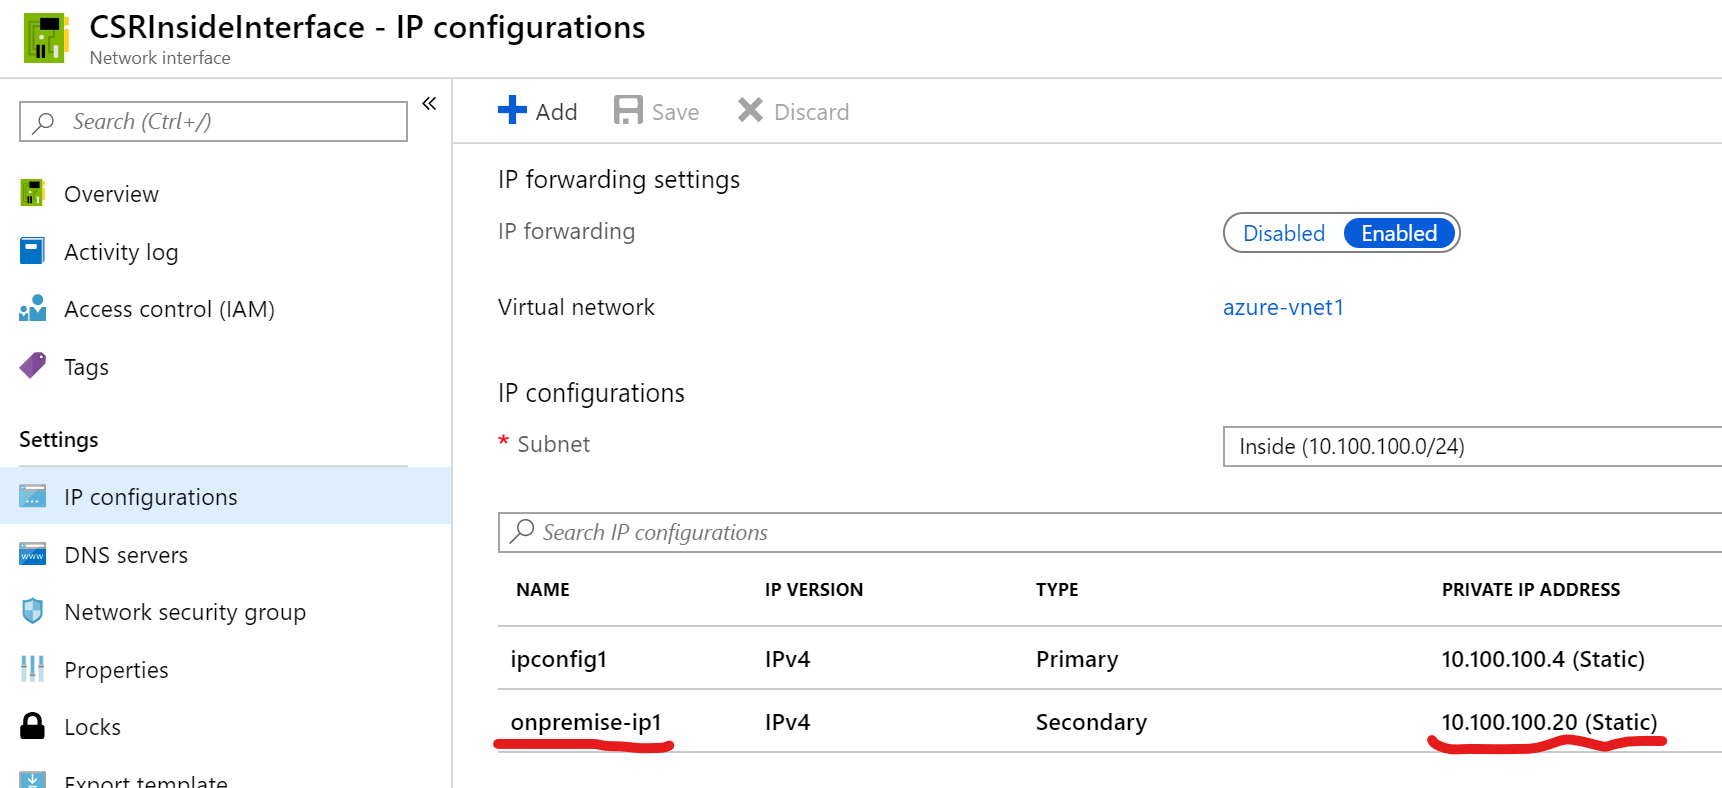 CSRInsideInterface - IP configurations
Network interface
Search (Ctrl+/)
«
Overview
Activity log
Access control (IAM)
Tags
Settings
IP configurations
DNS servers
Network security group
Properties
Locks
Export template
Add Save Discard
IP forwarding settings
IP forwarding Disabled Enabled
Virtual network azure-vnet1
IP configurations
* Subnet Inside (10.100.100.0/24)
Search IP configurations
NAME IP VERSION TYPE PRIVATE IP ADDRESS
ipconfig1 IPv4 Primary 10.100.100.4 (Static)
onpremise-ip1 IPv4 Secondary 10.100.100.20 (Static)